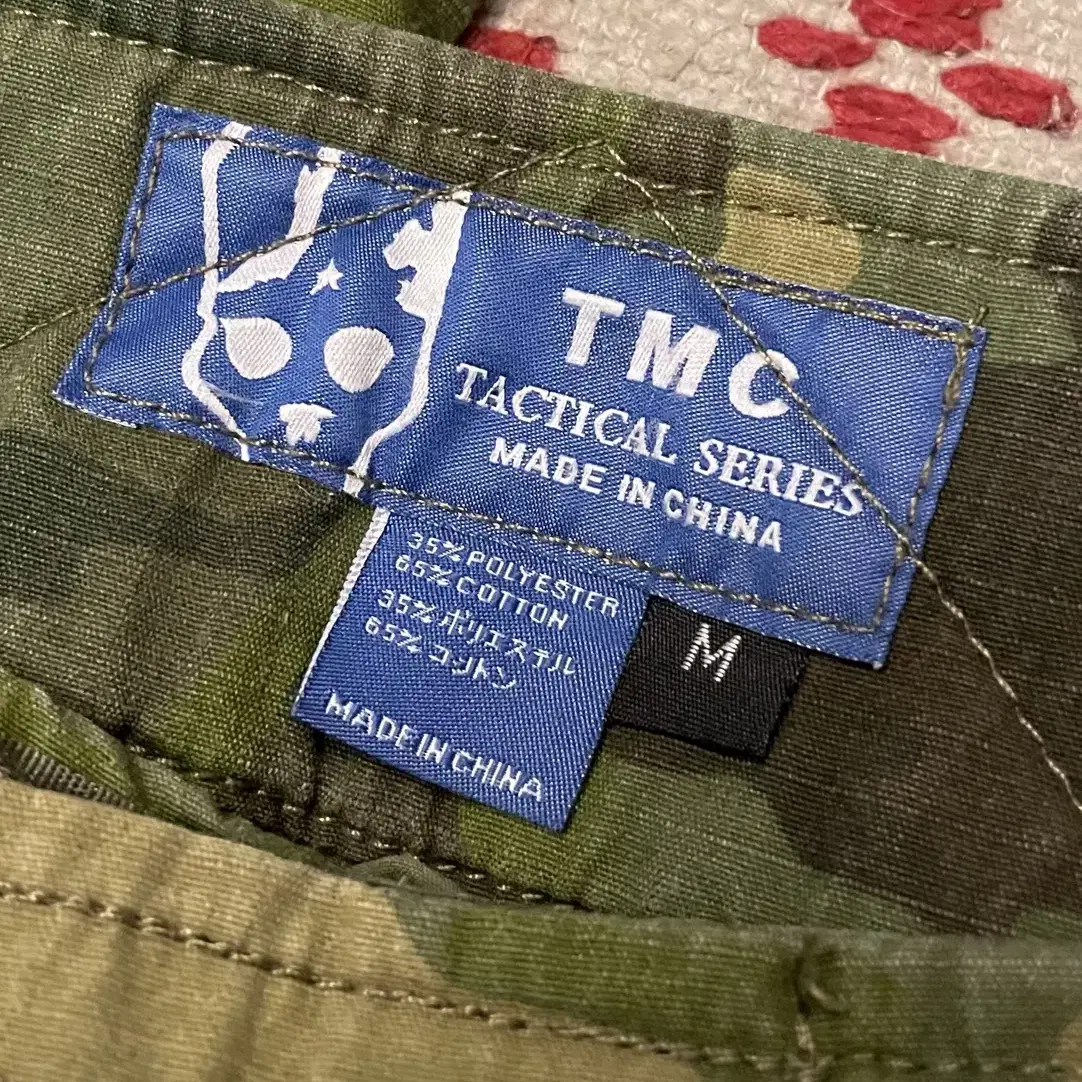 TMC
TACTICAL SERIES
MADE IN CHINA
35% POLYESTER
65% COTTON
35% ポリエステル
65% コットン
MADE IN CHINA
M